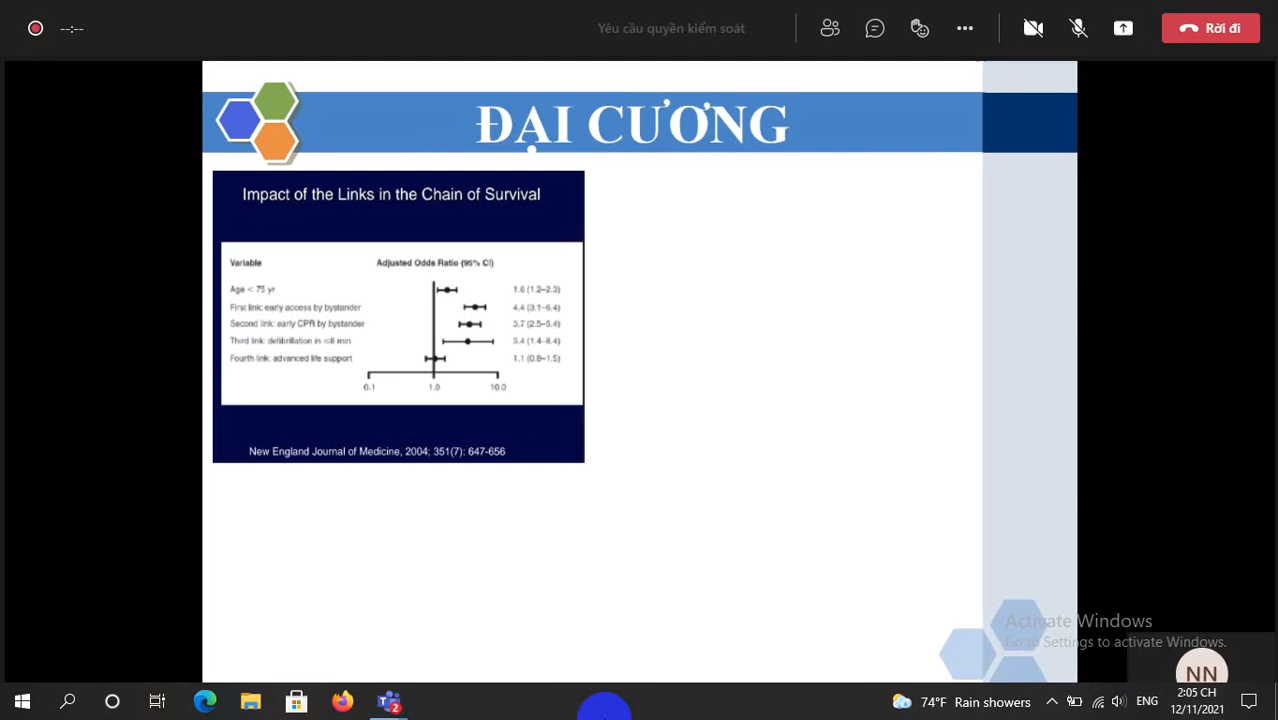 --:--
Yêu cầu quyền kiểm soát
Rời đi
ĐẠI CƯƠNG
Impact of the Links in the Chain of Survival
Variable Adjusted Odds Ratio (95% CI)
Age < 75 yr 1.6 (1.2–2.3)
First link: early access by bystander 4.4 (3.1–6.4)
Second link: early CPR by bystander 3.7 (2.5–5.4)
Third link: defibrillation in ≤8 min 3.4 (1.4–8.4)
Fourth link: advanced life support 1.1 (0.8–1.5)
0.1 1.0 10.0
New England Journal of Medicine, 2004; 351(7): 647-656
Activate Windows
Go to Settings to activate Windows.
NN
2
74°F Rain showers
ENG
2:05 CH
12/11/2021